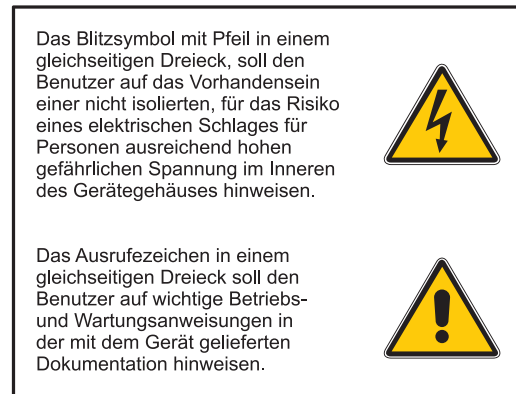 Das Blitzsymbol mit Pfeil in einem
gleichseitigen Dreieck, soll den
Benutzer auf das Vorhandensein
einer nicht isolierten, für das Risiko
eines elektrischen Schlages für
Personen ausreichend hohen
gefährlichen Spannung im Inneren
des Gerätegehäuses hinweisen.
Das Ausrufezeichen in einem
gleichseitigen Dreieck soll den
Benutzer auf wichtige Betriebs-
und Wartungsanweisungen in
der mit dem Gerät gelieferten
Dokumentation hinweisen.